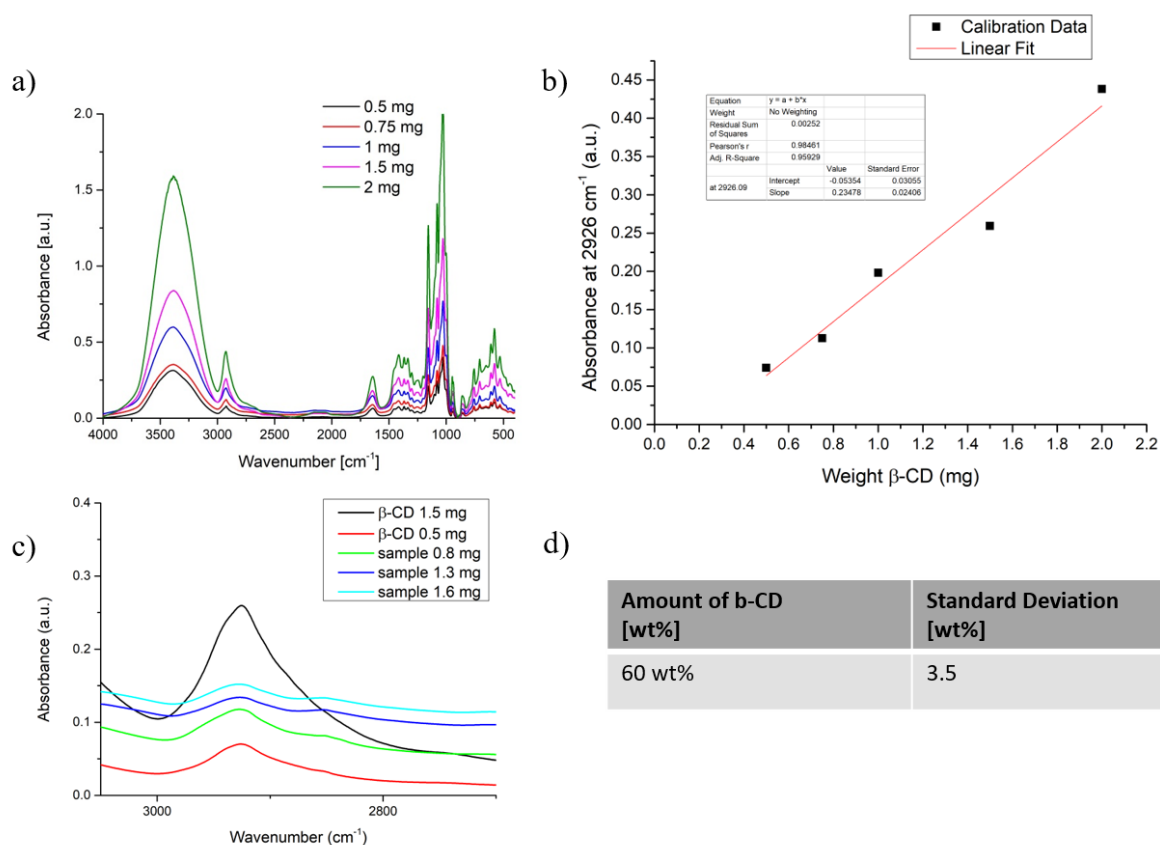 a)
0.5 mg
0.75 mg
1 mg
1.5 mg
2 mg
2.0
1.5
1.0
0.5
0.0
4000 3500 3000 2500 2000 1500 1000 500
Absorbance [a.u.]
Wavenumber [cm⁻¹]
b)
Calibration Data
Linear Fit
Equation y = a + b*x
Weight No Weighting
Residual Sum of Squares 0.00252
Pearson's r 0.98461
Adj. R-Square 0.95929
Value Standard Error
at 2926.09 Intercept -0.05354 0.03055
Slope 0.23478 0.02406
0.45
0.40
0.35
0.30
0.25
0.20
0.15
0.10
0.05
0.00
0.0 0.2 0.4 0.6 0.8 1.0 1.2 1.4 1.6 1.8 2.0 2.2
Absorbance at 2926 cm⁻¹ (a.u.)
Weight β-CD (mg)
c)
β-CD 1.5 mg
β-CD 0.5 mg
sample 0.8 mg
sample 1.3 mg
sample 1.6 mg
0.4
0.3
0.2
0.1
0.0
3000 2800
Absorbance (a.u.)
Wavenumber (cm⁻¹)
d)
Amount of b-CD [wt%]
Standard Deviation [wt%]
60 wt% 3.5